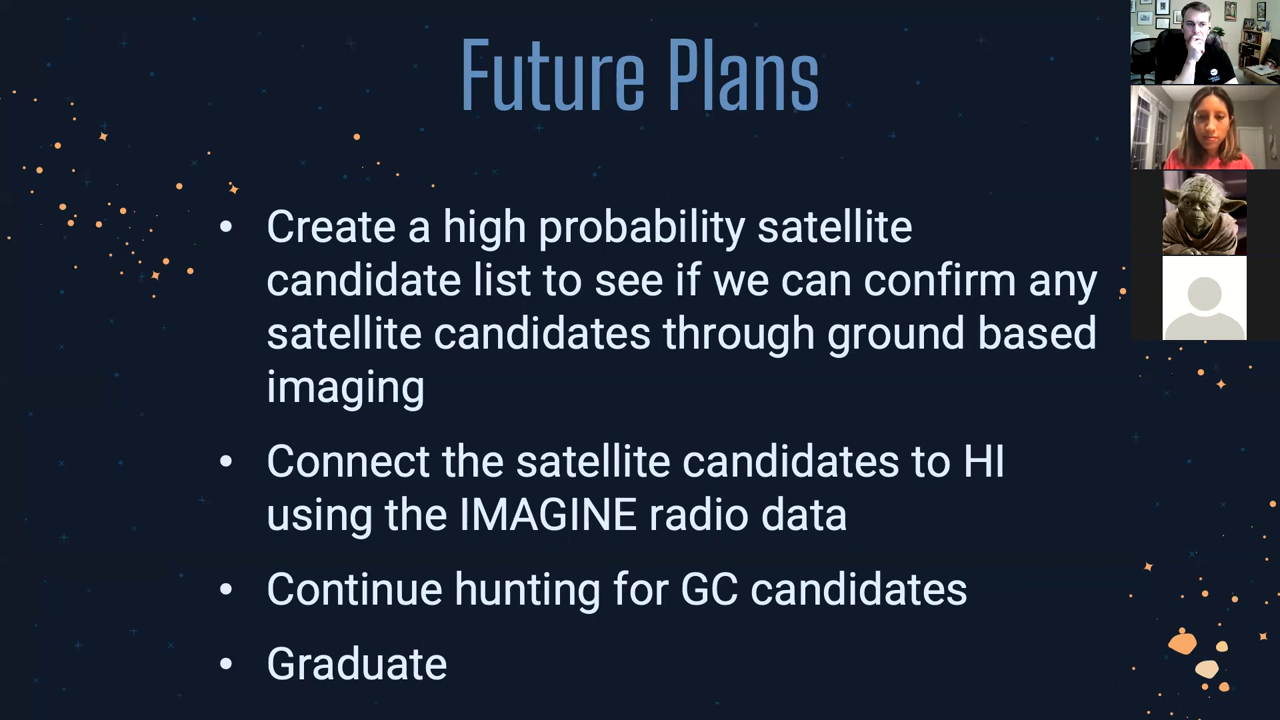 Future Plans
• Create a high probability satellite
candidate list to see if we can confirm any
satellite candidates through ground based
imaging
• Connect the satellite candidates to HI
using the IMAGINE radio data
• Continue hunting for GC candidates
• Graduate